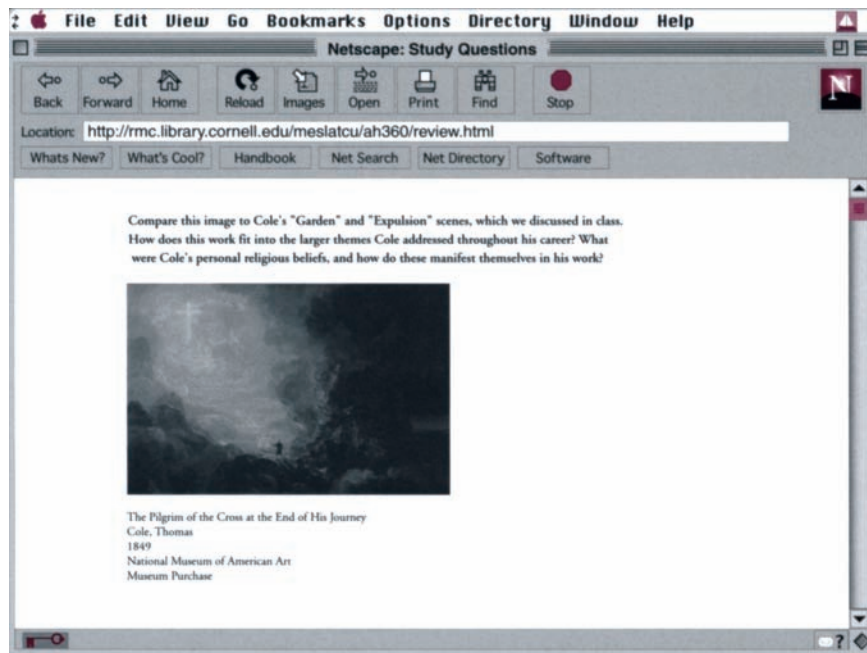 File Edit View Go Bookmarks Options Directory Window Help
Netscape: Study Questions
Back Forward Home Reload Images Open Print Find Stop
N
Location: http://rmc.library.cornell.edu/meslatcu/ah360/review.html
Whats New? What's Cool? Handbook Net Search Net Directory Software
Compare this image to Cole's "Garden" and "Expulsion" scenes, which we discussed in class.
How does this work fit into the larger themes Cole addressed throughout his career? What
were Cole's personal religious beliefs, and how do these manifest themselves in his work?
The Pilgrim of the Cross at the End of His Journey
Cole, Thomas
1849
National Museum of American Art
Museum Purchase
?